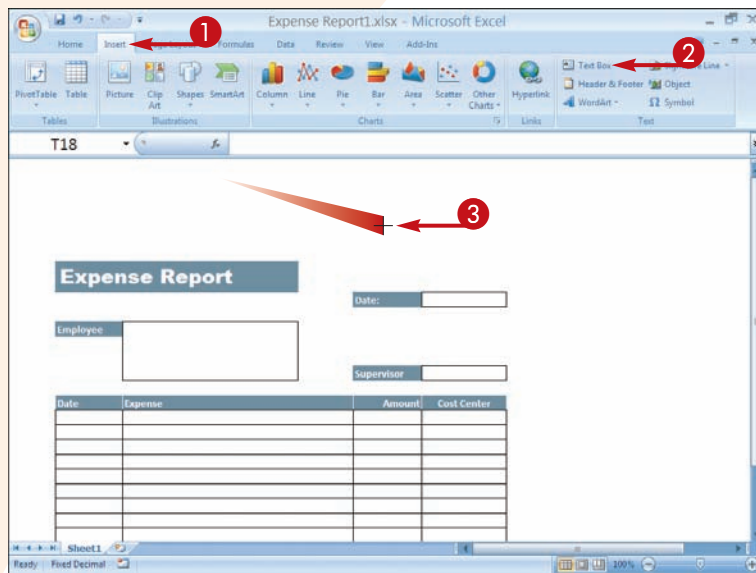 Expense Report1.xlsx - Microsoft Excel
Home Insert Formulas Data Review View Add-Ins
1
2
PivotTable Table Picture Clip Art Shapes SmartArt Column Line Pie Bar Area Scatter Other Charts Hyperlink
Text Box Line
Header & Footer Object
WordArt Symbol
Tables Illustrations Charts Links Text
T18 fx
3
Expense Report
Date:
Employee
Supervisor
Date Expense Amount Cost Center
Sheet1
Ready Fixed Decimal 100%